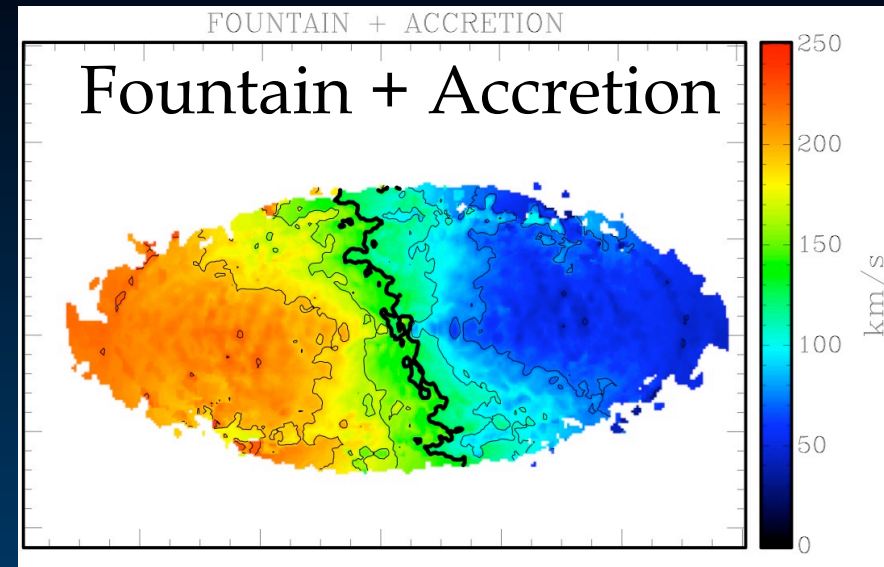 FOUNTAIN + ACCRETION
Fountain + Accretion
250
200
150
100
50
0
km/s